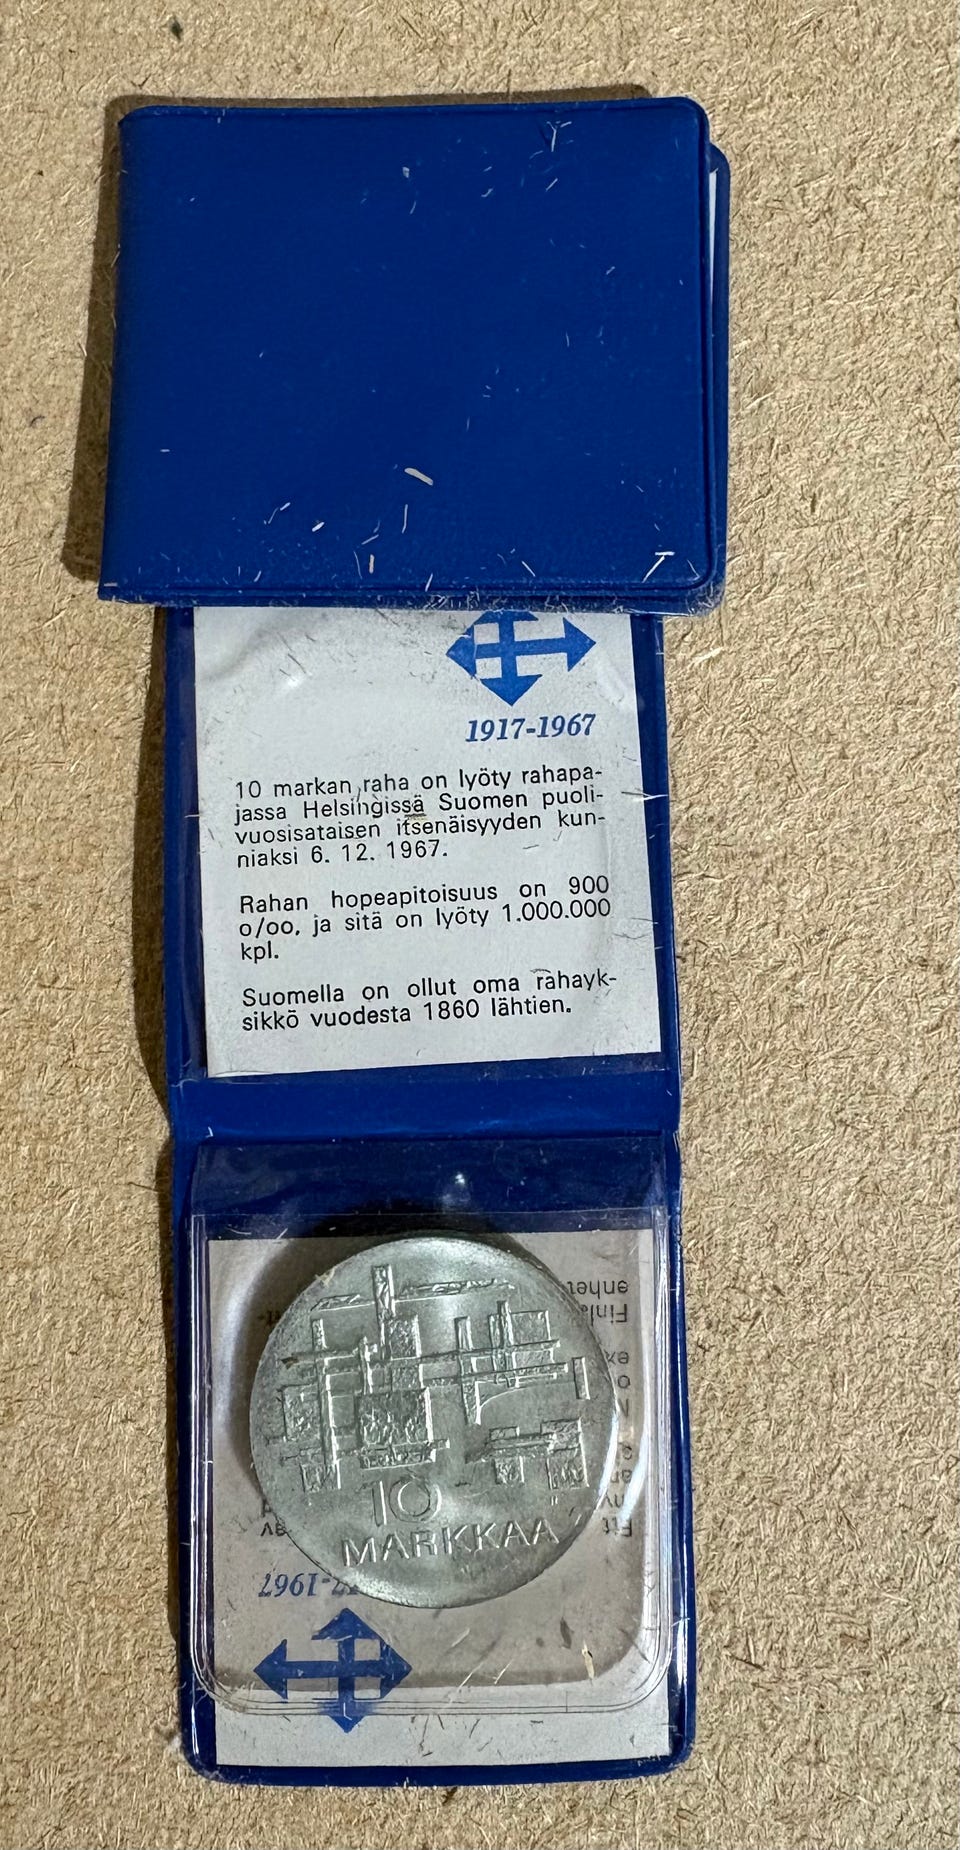 1917-1967
10 markan raha on lyöty rahapa-
jassa Helsingissä Suomen puoli-
vuosisataisen itsenäisyyden kun-
niaksi 6. 12. 1967.
Rahan hopeapitoisuus on 900
o/oo, ja sitä on lyöty 1.000.000
kpl.
Suomella on ollut oma rahayk-
sikkö vuodesta 1860 lähtien.
10
MARKKAA
-1967